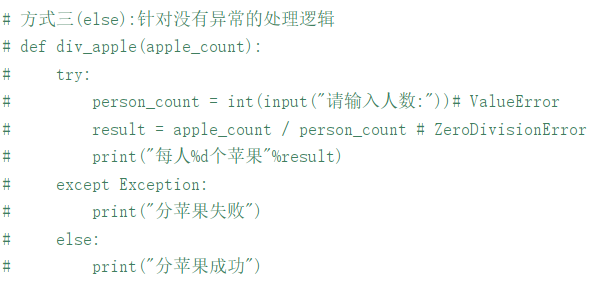 # 方式三(else):针对没有异常的处理逻辑
# def div_apple(apple_count):
#     try:
#         person_count = int(input("请输入人数:"))# ValueError
#         result = apple_count / person_count # ZeroDivisionError
#         print("每人%d个苹果"%result)
#     except Exception:
#         print("分苹果失败")
#     else:
#         print("分苹果成功")